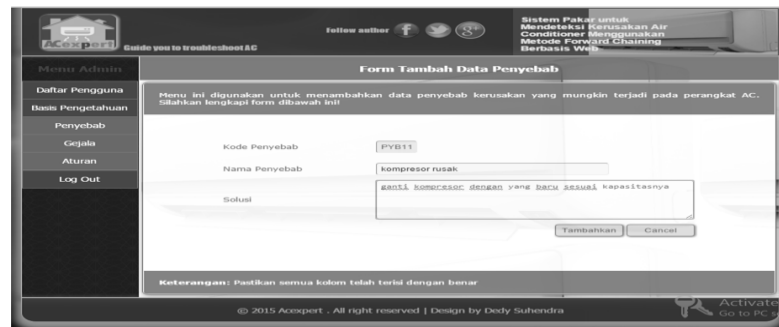 ACexpert
Guide you to troubleshoot AC
follow author
Sistem Pakar untuk
Mendeteksi Kerusakan Air
Conditioner Menggunakan
Metode Forward Chaining
Berbasis Web
Menu Admin
Form Tambah Data Penyebab
Daftar Pengguna
Basis Pengetahuan
Penyebab
Gejala
Aturan
Log Out
Menu ini digunakan untuk menambahkan data penyebab kerusakan yang mungkin terjadi pada perangkat AC.
Silahkan lengkapi form dibawah ini!
Kode Penyebab PYB11
Nama Penyebab kompresor rusak
Solusi ganti kompresor dengan yang baru sesuai kapasitasnya
Tambahkan Cancel
Keterangan: Pastikan semua kolom telah terisi dengan benar
© 2015 Acexpert . All right reserved | Design by Dedy Suhendra
Activate
Go to PC s